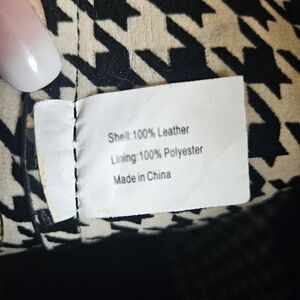 Shell:100% Leather
Lining:100% Polyester
Made in China